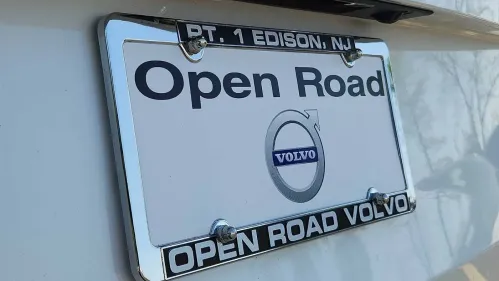 RT. 1 EDISON, NJ
Open Road
VOLVO
OPEN ROAD VOLVO